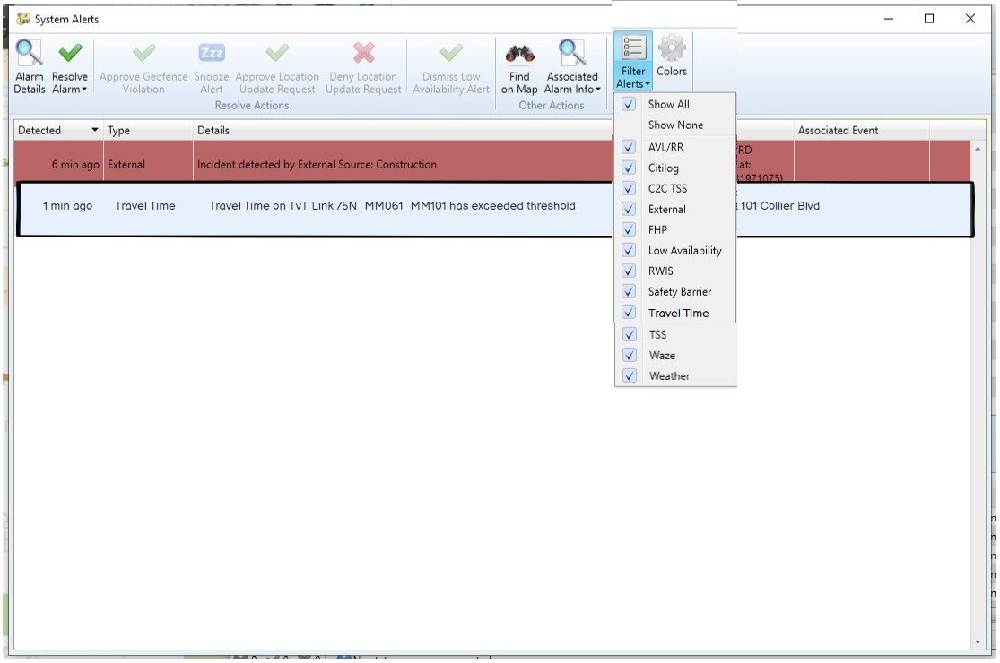 System Alerts
Alarm Details
Resolve Alarm
Approve Geofence Violation
Zzz
Snooze Alert
Approve Location Update Request
Deny Location Update Request
Dismiss Low Availability Alert
Find on Map
Associated Alarm Info
Filter Alerts
Colors
Resolve Actions
Other Actions
Show All
Show None
AVL/RR
Citilog
C2C TSS
External
FHP
Low Availability
RWIS
Safety Barrier
Travel Time
TSS
Waze
Weather
Detected Type Details Associated Event
6 min ago External Incident detected by External Source: Construction
/RD
Lat:
31971075)
1 min ago Travel Time Travel Time on TvT Link 75N_MM061_MM101 has exceeded threshold
101 Collier Blvd